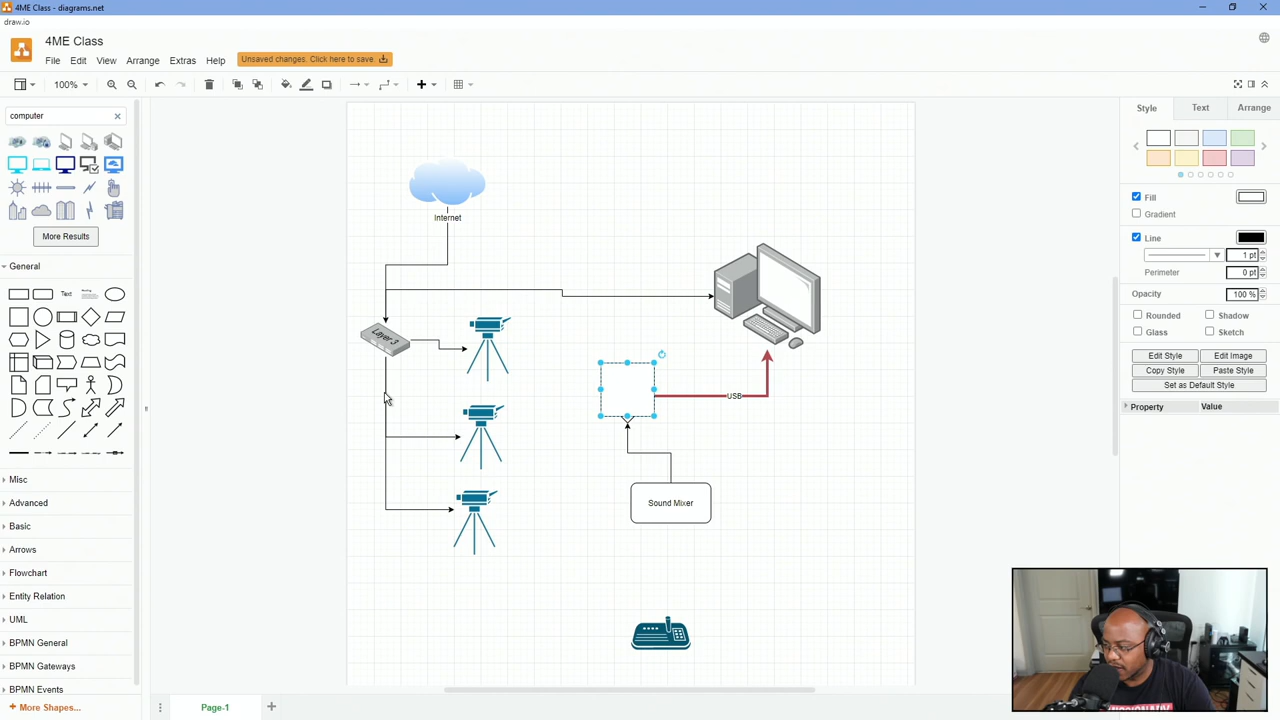 4ME Class - diagrams.net
draw.io
4ME Class
File Edit View Arrange Extras Help
Unsaved changes. Click here to save.
100%
computer
More Results
General
Text
Heading
Misc
Advanced
Basic
Arrows
Flowchart
Entity Relation
UML
BPMN General
BPMN Gateways
BPMN Events
+ More Shapes...
Internet
Layer 3
USB
Sound Mixer
Page-1
Style Text Arrange
Fill
Gradient
Line
1 pt
Perimeter 0 pt
Opacity 100 %
Rounded Shadow
Glass Sketch
Edit Style Edit Image
Copy Style Paste Style
Set as Default Style
Property Value